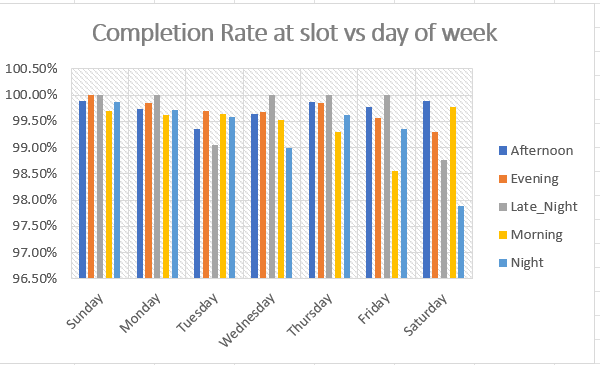 Completion Rate at slot vs day of week
100.50%
100.00%
99.50%
99.00%
98.50%
98.00%
97.50%
97.00%
96.50%
Sunday
Monday
Tuesday
Wednesday
Thursday
Friday
Saturday
Afternoon
Evening
Late_Night
Morning
Night